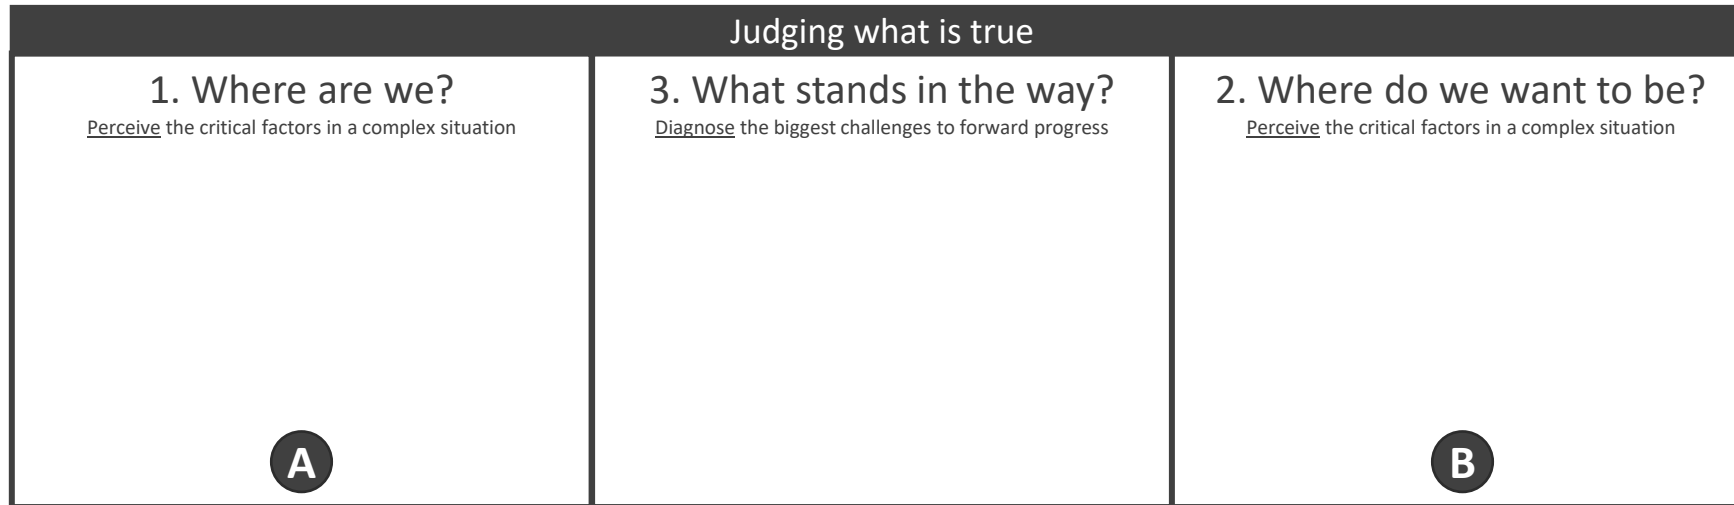 Judging what is true
1. Where are we?
Perceive the critical factors in a complex situation
A
3. What stands in the way?
Diagnose the biggest challenges to forward progress
2. Where do we want to be?
Perceive the critical factors in a complex situation
B